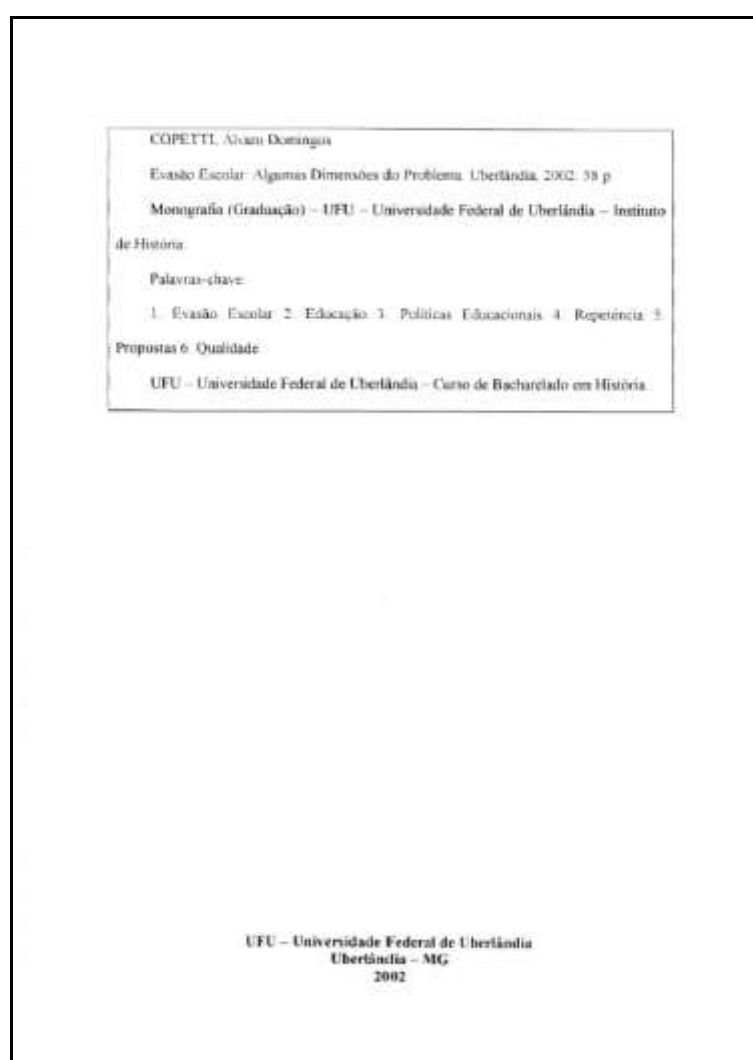 COPETTI, Álvaro Domingos
Evasão Escolar: Algumas Dimensões do Problema. Uberlândia, 2002. 58 p.
Monografia (Graduação) – UFU – Universidade Federal de Uberlândia – Instituto
de História.
Palavras-chave:
1. Evasão Escolar 2. Educação 3. Políticas Educacionais 4. Repetência 5.
Propostas 6. Qualidade
UFU – Universidade Federal de Uberlândia – Curso de Bacharelado em História.
UFU – Universidade Federal de Uberlândia
Uberlândia – MG
2002